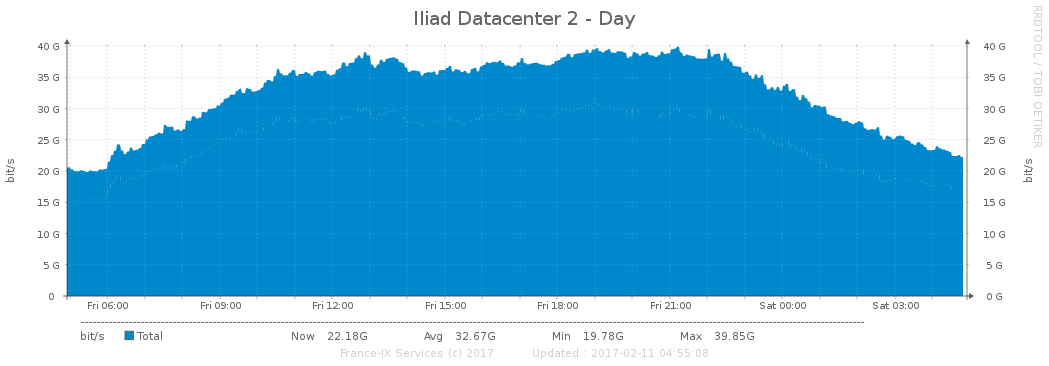 Iliad Datacenter 2 - Day
RRDTOOL / TOBI OETIKER
bit/s
40 G
35 G
30 G
25 G
20 G
15 G
10 G
5 G
0
40 G
35 G
30 G
25 G
20 G
15 G
10 G
5 G
0 G
bit/s
Fri 06:00 Fri 09:00 Fri 12:00 Fri 15:00 Fri 18:00 Fri 21:00 Sat 00:00 Sat 03:00
bit/s Total Now 22.18G Avg 32.67G Min 19.78G Max 39.85G
France-IX Services (c) 2017 Updated : 2017-02-11 04:55:08